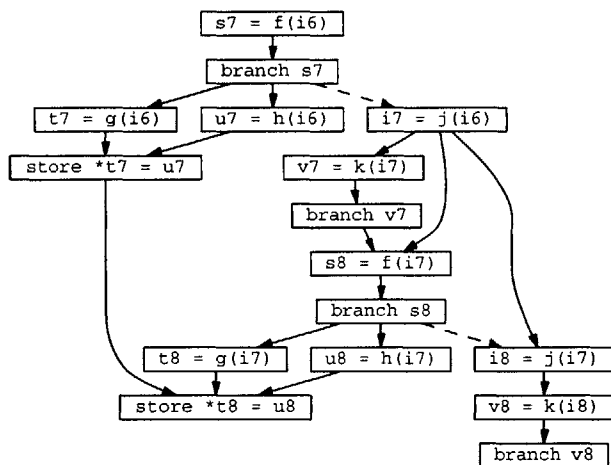 s7 = f(i6)
branch s7
t7 = g(i6)
u7 = h(i6)
i7 = j(i6)
store *t7 = u7
v7 = k(i7)
branch v7
s8 = f(i7)
branch s8
t8 = g(i7)
u8 = h(i7)
i8 = j(i7)
store *t8 = u8
v8 = k(i8)
branch v8